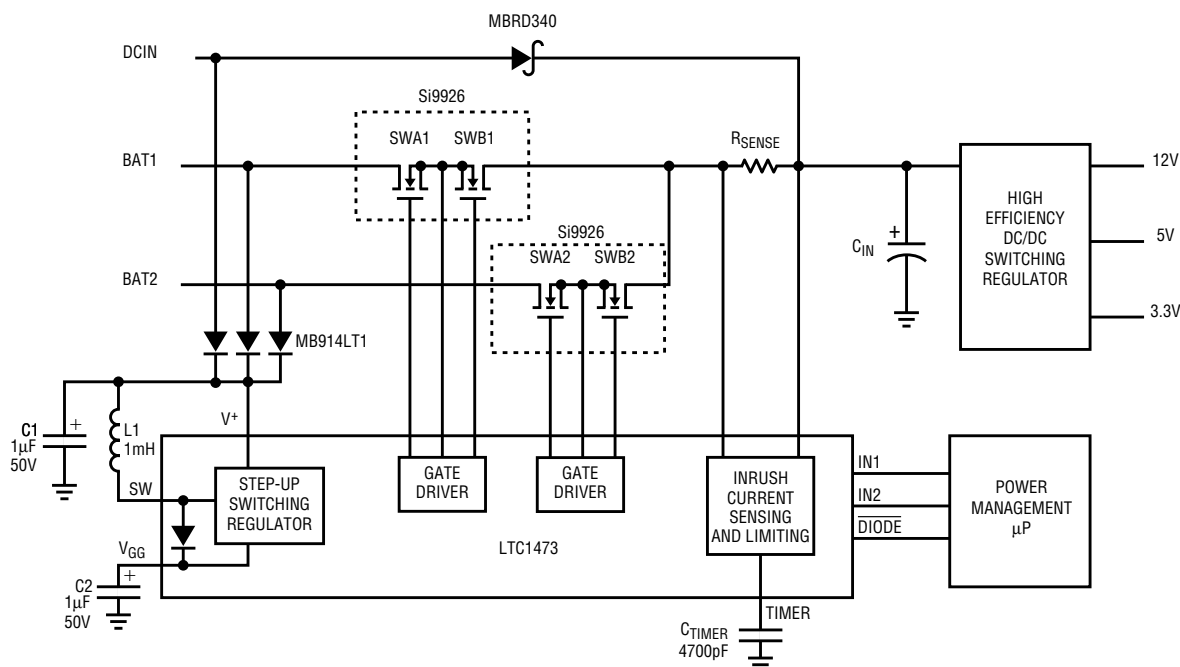 MBRD340
DCIN
Si9926
SWA1 SWB1
RSENSE
BAT1
12V
HIGH
EFFICIENCY
DC/DC
SWITCHING
REGULATOR
+
CIN
5V
3.3V
Si9926
SWA2 SWB2
BAT2
MB914LT1
C1
1µF
50V
+
L1
1mH
V+
SW
STEP-UP
SWITCHING
REGULATOR
GATE
DRIVER
GATE
DRIVER
INRUSH
CURRENT
SENSING
AND LIMITING
IN1
IN2
DIODE
POWER
MANAGEMENT
µP
LTC1473
VGG
+
C2
1µF
50V
TIMER
CTIMER
4700pF